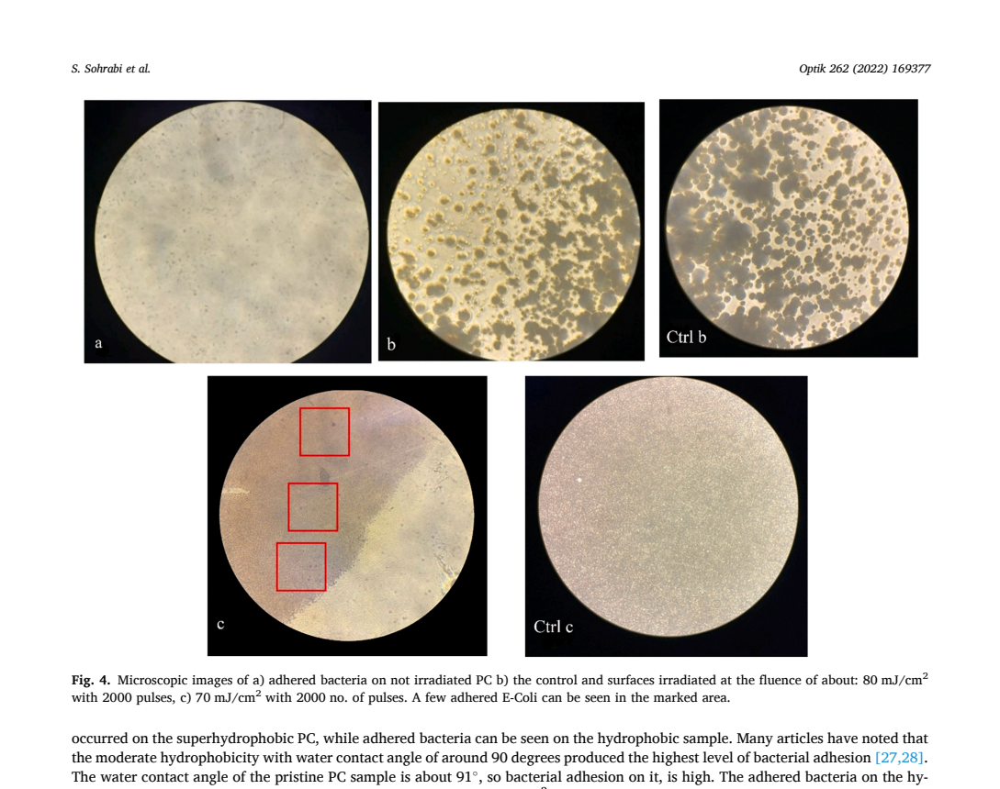 S. Sohrabi et al.
Optik 262 (2022) 169377
a
b
Ctrl b
c
Ctrl c
Fig. 4. Microscopic images of a) adhered bacteria on not irradiated PC b) the control and surfaces irradiated at the fluence of about: 80 mJ/cm²
with 2000 pulses, c) 70 mJ/cm² with 2000 no. of pulses. A few adhered E-Coli can be seen in the marked area.
occurred on the superhydrophobic PC, while adhered bacteria can be seen on the hydrophobic sample. Many articles have noted that
the moderate hydrophobicity with water contact angle of around 90 degrees produced the highest level of bacterial adhesion [27,28].
The water contact angle of the pristine PC sample is about 91°, so bacterial adhesion on it, is high. The adhered bacteria on the hy-